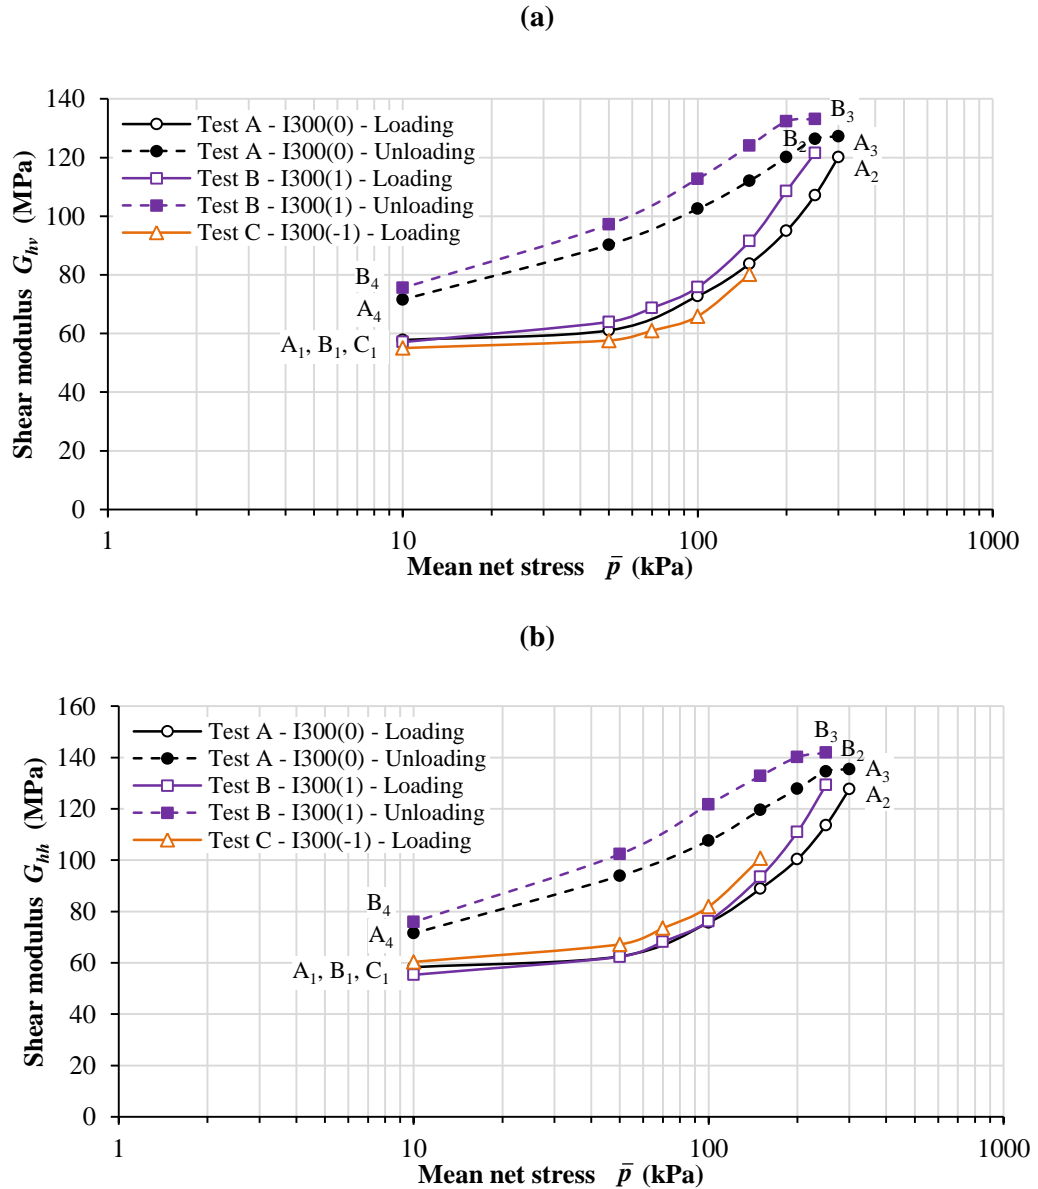 (a)
140
120
100
80
60
40
20
0
Shear modulus G_hv (MPa)
Test A - I300(0) - Loading
Test A - I300(0) - Unloading
Test B - I300(1) - Loading
Test B - I300(1) - Unloading
Test C - I300(-1) - Loading
B₃
B₂
A₃
A₂
B₄
A₄
A₁, B₁, C₁
1
10
100
1000
Mean net stress p̄ (kPa)
(b)
160
140
120
100
80
60
40
20
0
Shear modulus G_hh (MPa)
Test A - I300(0) - Loading
Test A - I300(0) - Unloading
Test B - I300(1) - Loading
Test B - I300(1) - Unloading
Test C - I300(-1) - Loading
B₃
B₂
A₃
A₂
B₄
A₄
A₁, B₁, C₁
1
10
100
1000
Mean net stress p̄ (kPa)